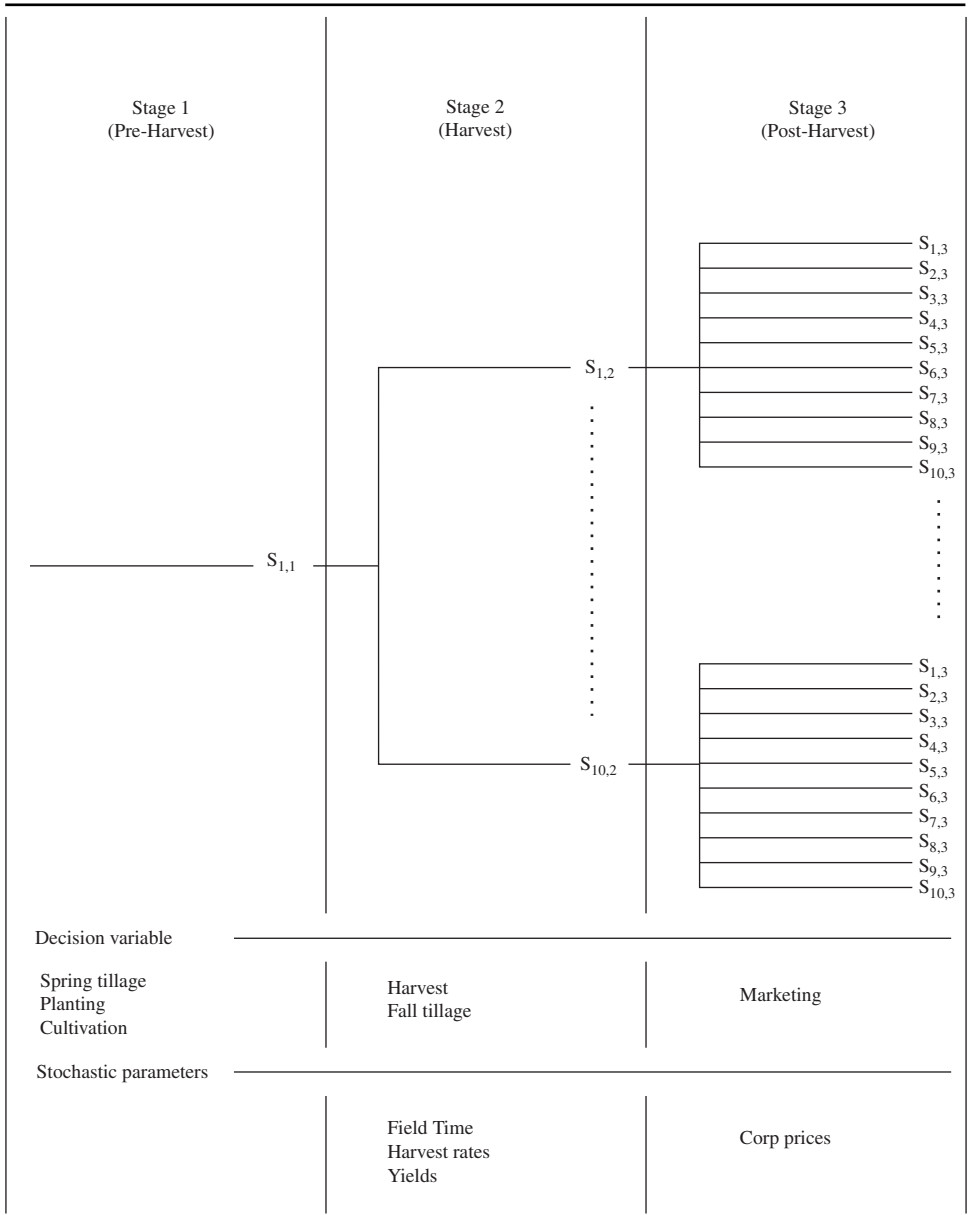 Stage 1
(Pre-Harvest)
Stage 2
(Harvest)
Stage 3
(Post-Harvest)
S1,3
S2,3
S3,3
S4,3
S5,3
S1,2
S6,3
S7,3
S8,3
S9,3
S10,3
S1,1
S1,3
S2,3
S3,3
S4,3
S10,2
S5,3
S6,3
S7,3
S8,3
S9,3
S10,3
Decision variable
Spring tillage
Planting
Cultivation
Harvest
Fall tillage
Marketing
Stochastic parameters
Field Time
Harvest rates
Yields
Corp prices